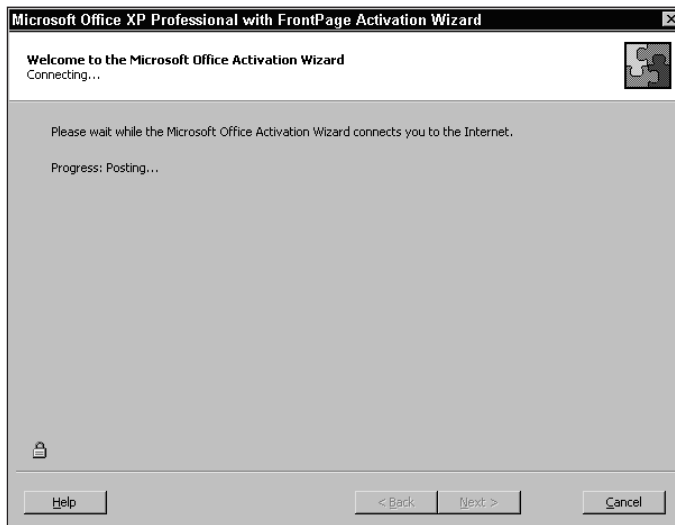 Microsoft Office XP Professional with FrontPage Activation Wizard
Welcome to the Microsoft Office Activation Wizard
Connecting...
Please wait while the Microsoft Office Activation Wizard connects you to the Internet.
Progress: Posting...
Help < Back Next > Cancel